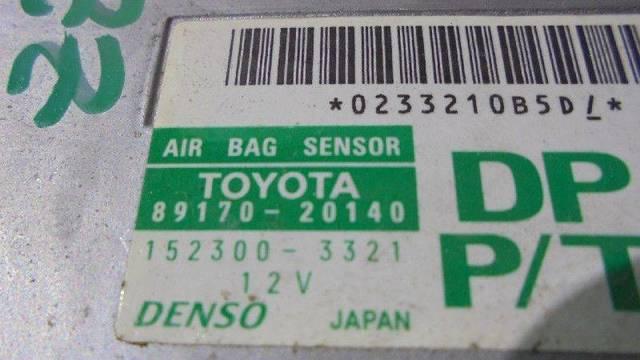 *0233210B5D/*
AIR BAG SENSOR
TOYOTA
89170-20140
152300-3321
12V
DENSO JAPAN
DP
P/T